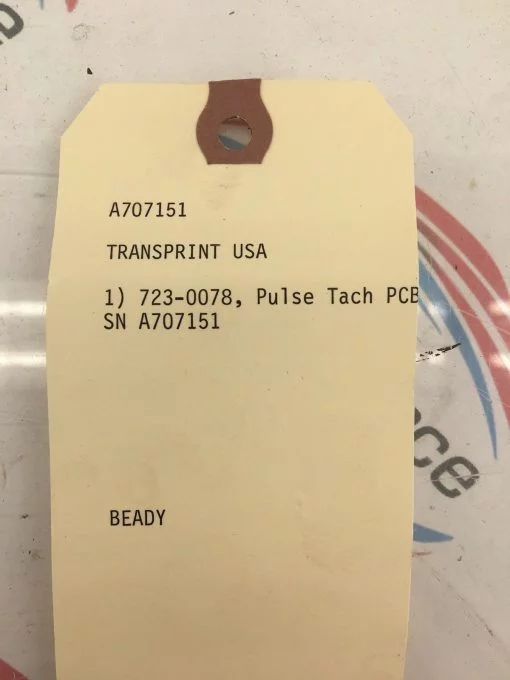 A707151
TRANSPRINT USA
1) 723-0078, Pulse Tach PCB
SN A707151
BEADY